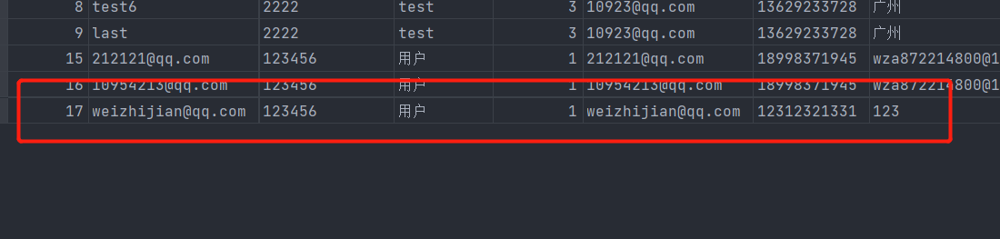 8 test6 2222 test 3 10923@qq.com 13629233728 广州
9 last 2222 test 3 10923@qq.com 13629233728 广州
15 212121@qq.com 123456 用户 1 212121@qq.com 18998371945 wza872214800@1
16 10954213@qq.com 123456 用户 1 10954213@qq.com 18998371945 wza872214800@1
17 weizhijian@qq.com 123456 用户 1 weizhijian@qq.com 12312321331 123